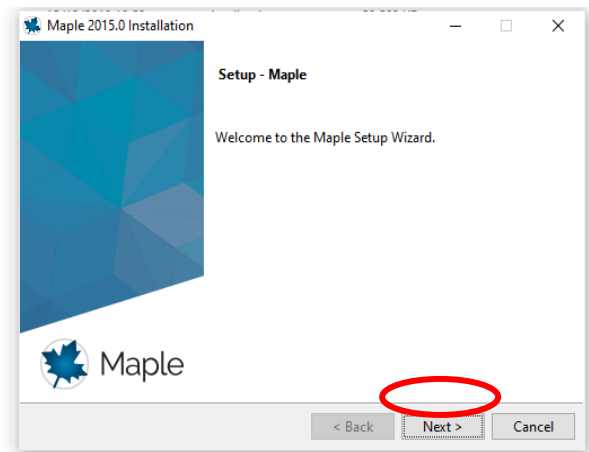 Maple 2015.0 Installation
Setup - Maple
Welcome to the Maple Setup Wizard.
Maple
< Back Next > Cancel